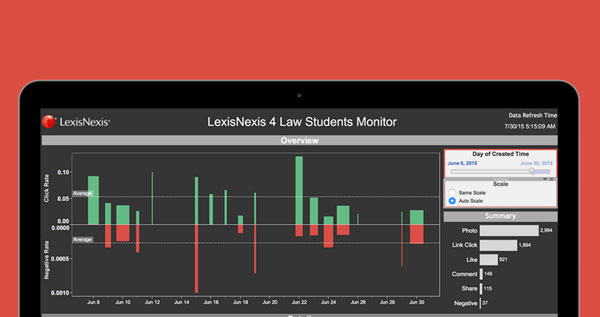 LexisNexis®
LexisNexis 4 Law Students Monitor
Data Refresh Time
7/30/15 5:15:09 AM
Overview
Click Rate
0.10
0.05
0.00
Average
Negative Rate
0.0000
0.0005
0.0010
Average
Jun 8
Jun 10
Jun 12
Jun 14
Jun 16
Jun 18
Jun 20
Jun 22
Jun 24
Jun 26
Jun 28
Jun 30
Day of Created Time
June 8, 2015
June 30, 2015
Scale
Same Scale
Auto Scale
Summary
Photo 2,994
Link Click 1,894
Like 921
Comment 146
Share 115
Negative 37